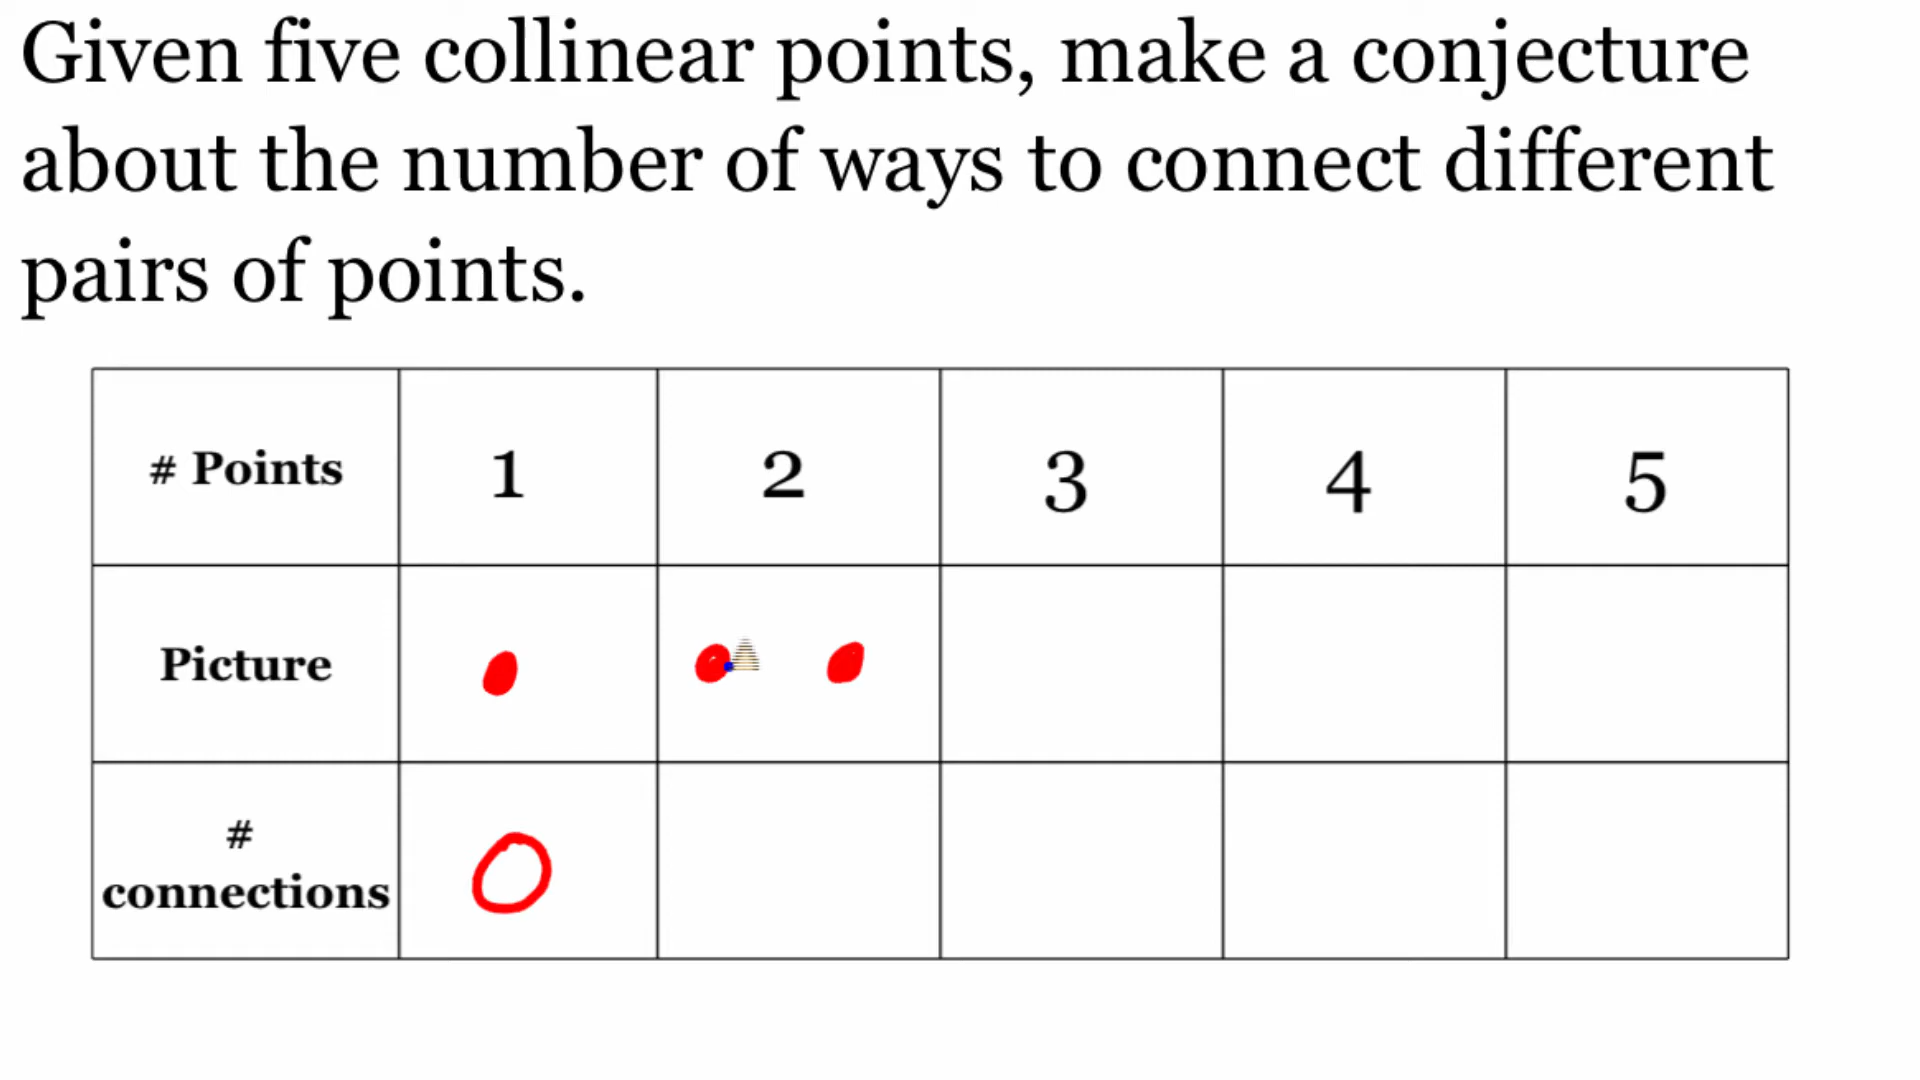 Given five collinear points, make a conjecture
about the number of ways to connect different
pairs of points.
# Points 1 2 3 4 5
Picture
#
connections 0